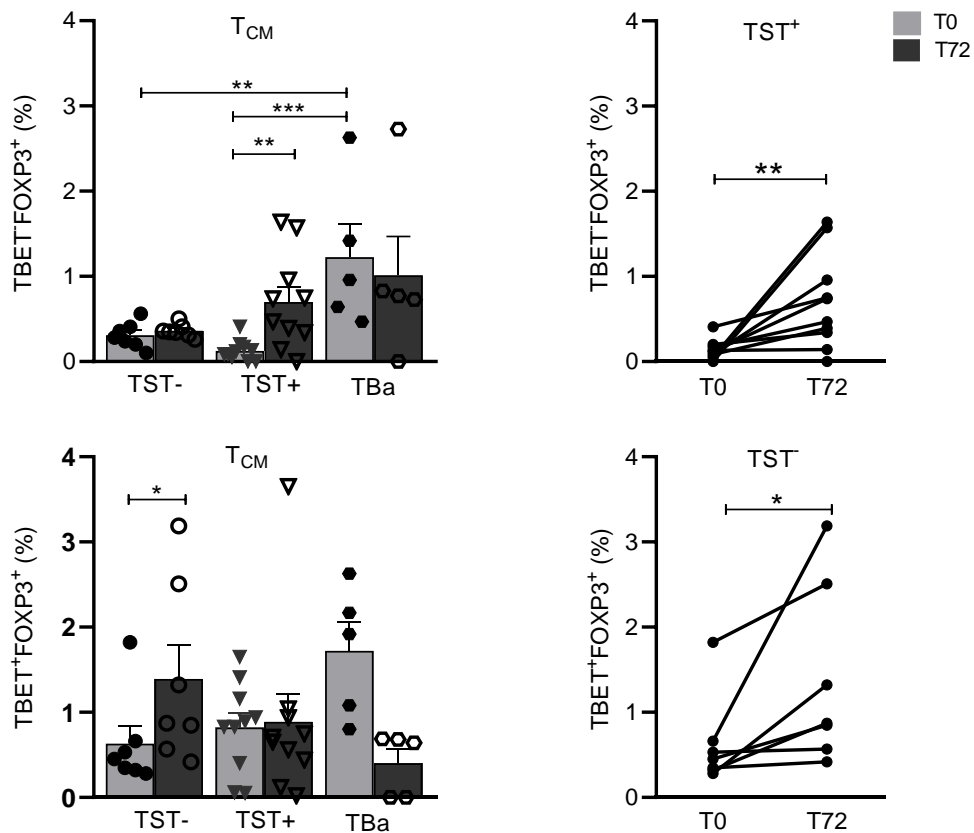 T0
T72
T_CM
4
3
2
1
0
TBET⁻FOXP3⁺ (%)
**
***
**
TST- TST+ TBa
TST⁺
4
3
2
1
0
TBET⁻FOXP3⁺ (%)
**
T0 T72
T_CM
4
3
2
1
0
TBET⁺FOXP3⁺ (%)
*
TST- TST+ TBa
TST⁻
4
3
2
1
0
TBET⁺FOXP3⁺ (%)
*
T0 T72